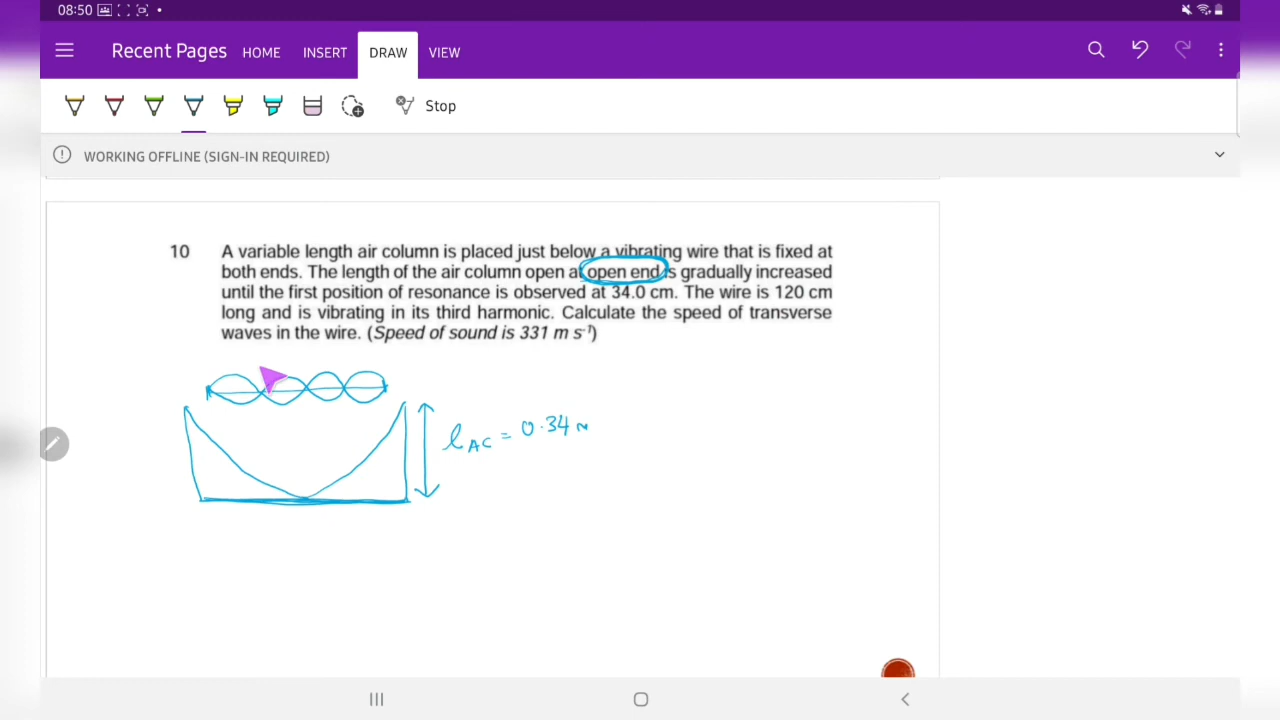 08:50
Recent Pages HOME INSERT DRAW VIEW
Stop
WORKING OFFLINE (SIGN-IN REQUIRED)
10 A variable length air column is placed just below a vibrating wire that is fixed at
both ends. The length of the air column open at open end is gradually increased
until the first position of resonance is observed at 34.0 cm. The wire is 120 cm
long and is vibrating in its third harmonic. Calculate the speed of transverse
waves in the wire. (Speed of sound is 331 m s⁻¹)
ℓAC = 0.34 m